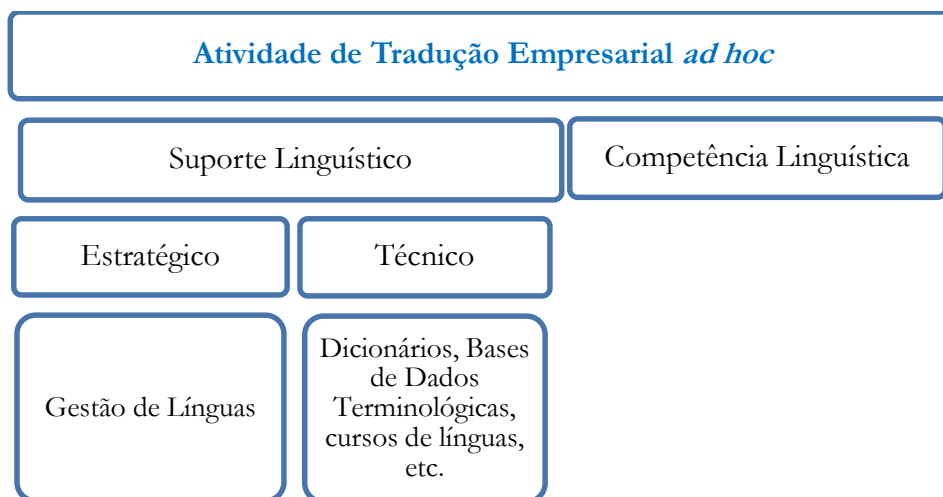 Atividade de Tradução Empresarial ad hoc
Suporte Linguístico
Competência Linguística
Estratégico
Técnico
Gestão de Línguas
Dicionários, Bases
de Dados
Terminológicas,
cursos de línguas,
etc.